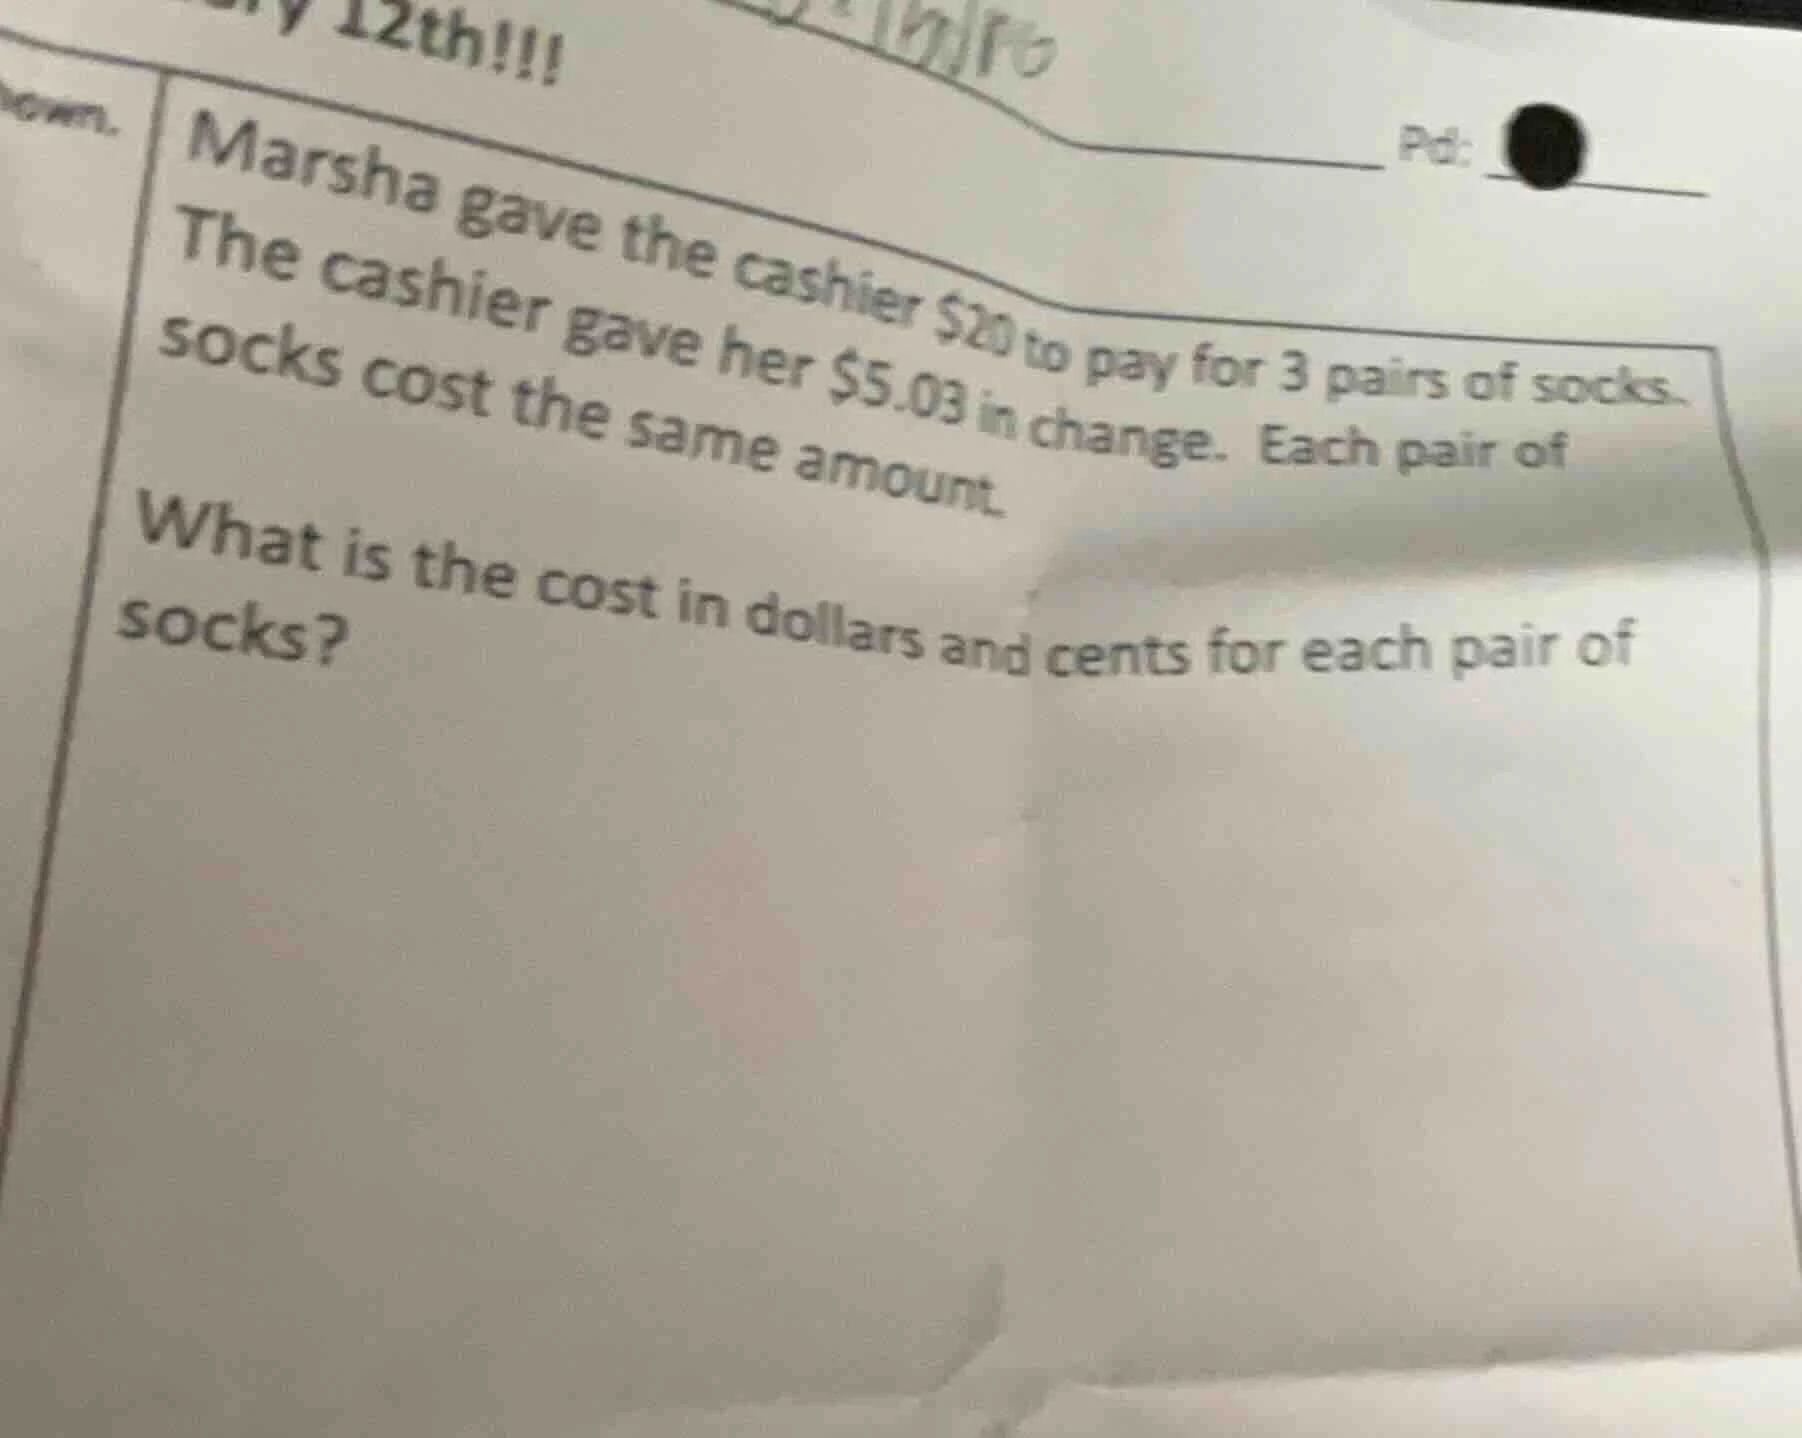 12th!!!
Pd:
Marsha gave the cashier $20 to pay for 3 pairs of socks.
The cashier gave her $5.03 in change. Each pair of
socks cost the same amount.
What is the cost in dollars and cents for each pair of
socks?